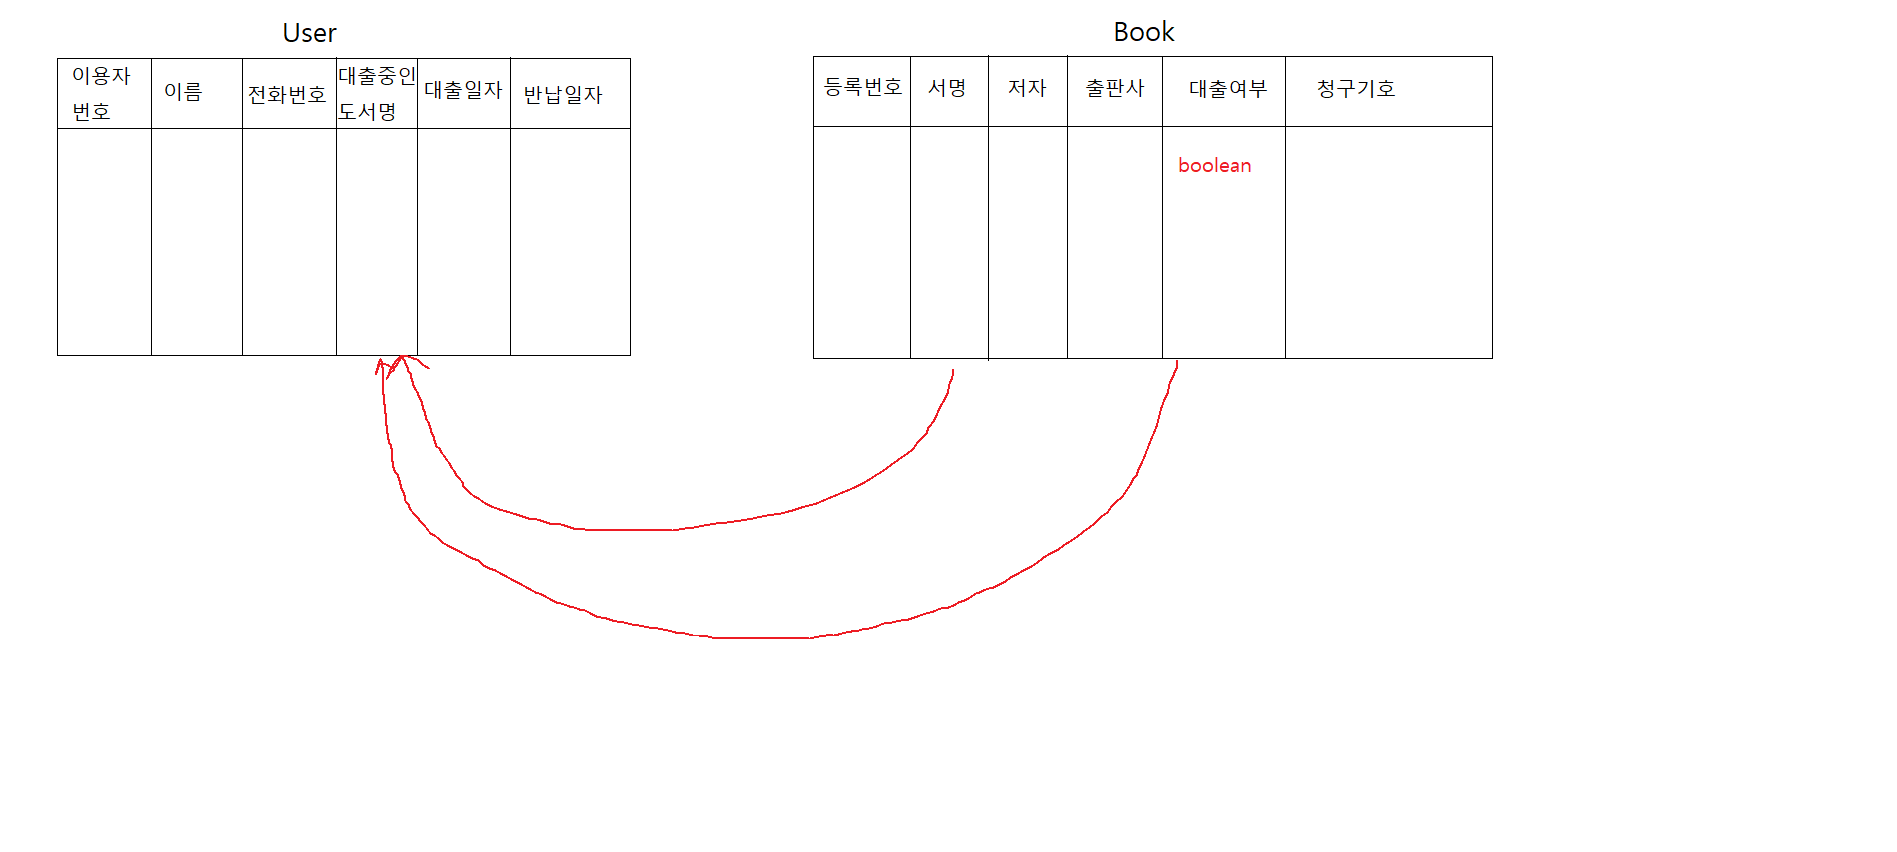 User
이용자
번호
이름
전화번호
대출중인
도서명
대출일자
반납일자
Book
등록번호
서명
저자
출판사
대출여부
청구기호
boolean